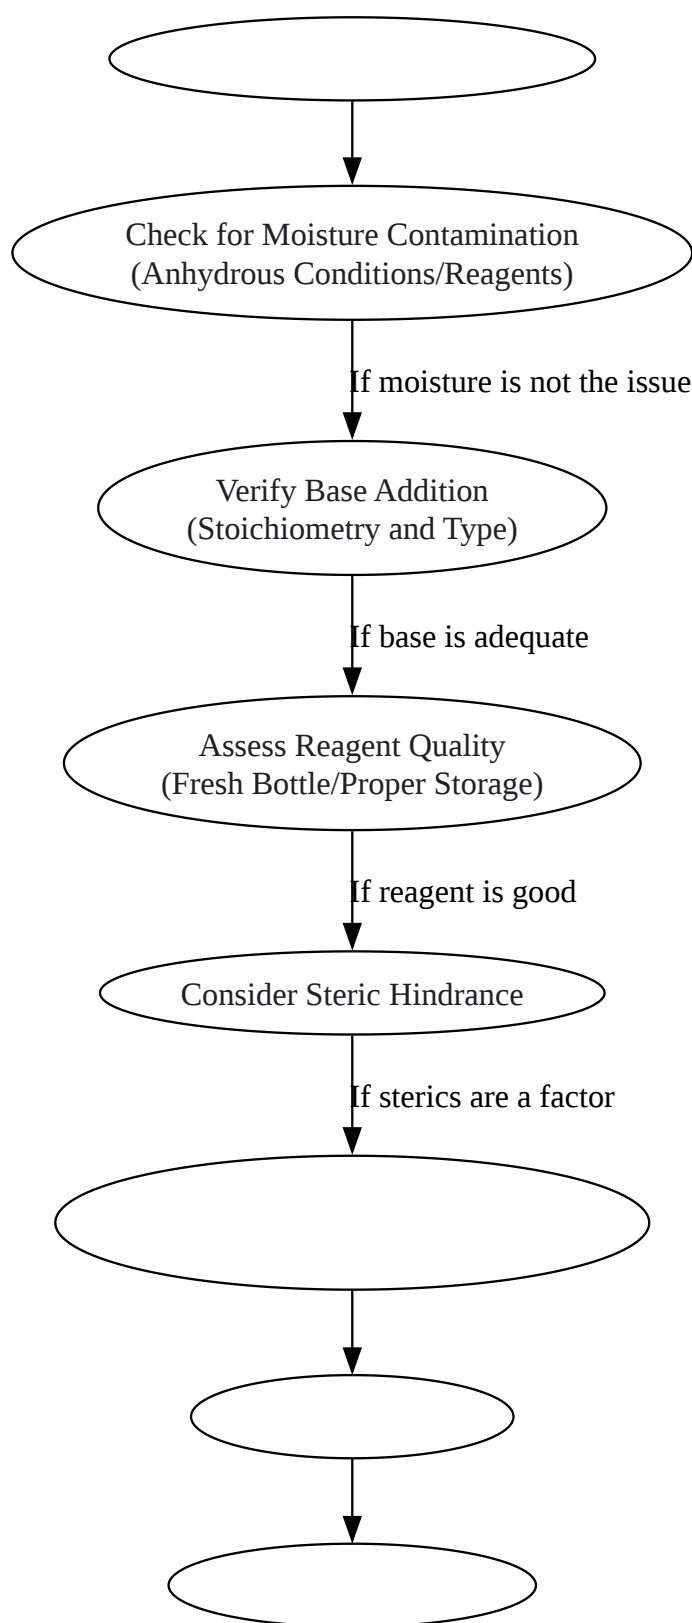 Check for Moisture Contamination
(Anhydrous Conditions/Reagents)
If moisture is not the issue
Verify Base Addition
(Stoichiometry and Type)
If base is adequate
Assess Reagent Quality
(Fresh Bottle/Proper Storage)
If reagent is good
Consider Steric Hindrance
If sterics are a factor